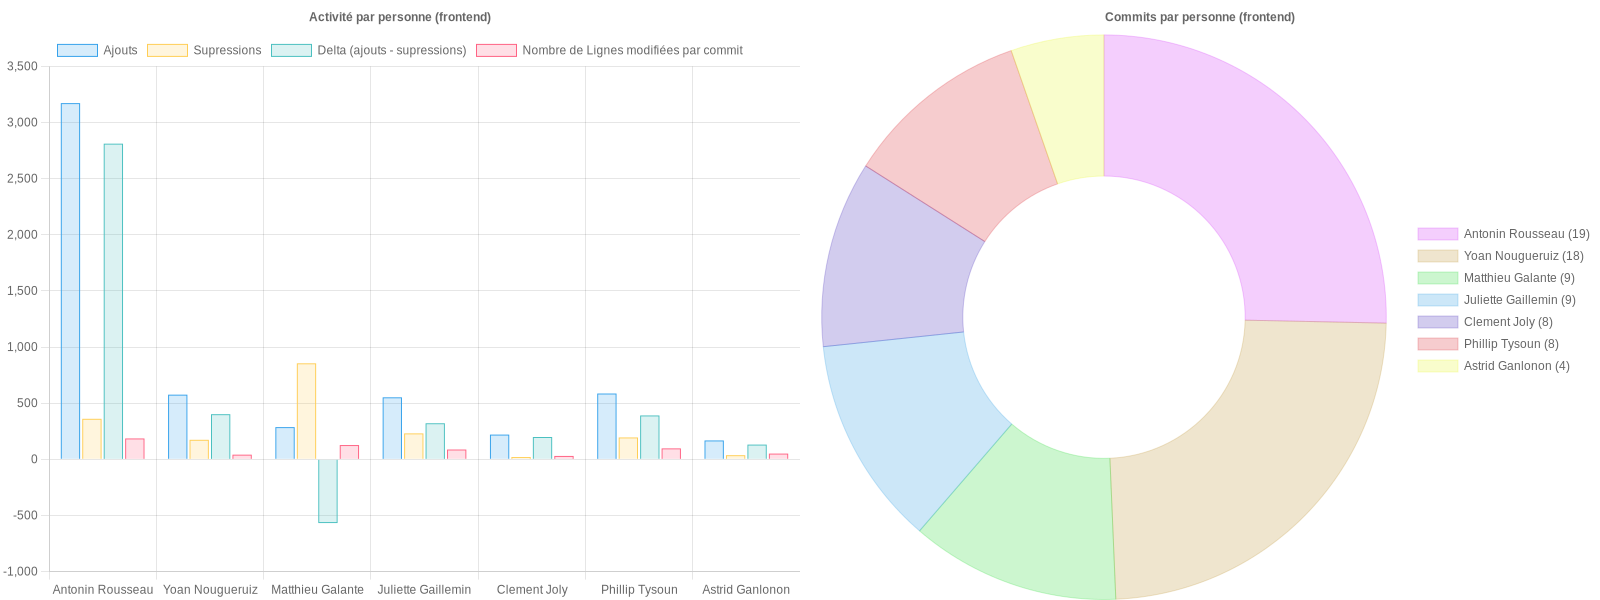 Activité par personne (frontend)
Ajouts Supressions Delta (ajouts - supressions) Nombre de Lignes modifiées par commit
3,500
3,000
2,500
2,000
1,500
1,000
500
0
-500
-1,000
Antonin Rousseau Yoan Nougueruiz Matthieu Galante Juliette Gaillemin Clement Joly Phillip Tysoun Astrid Ganlonon
Commits par personne (frontend)
Antonin Rousseau (19)
Yoan Nougueruiz (18)
Matthieu Galante (9)
Juliette Gaillemin (9)
Clement Joly (8)
Phillip Tysoun (8)
Astrid Ganlonon (4)